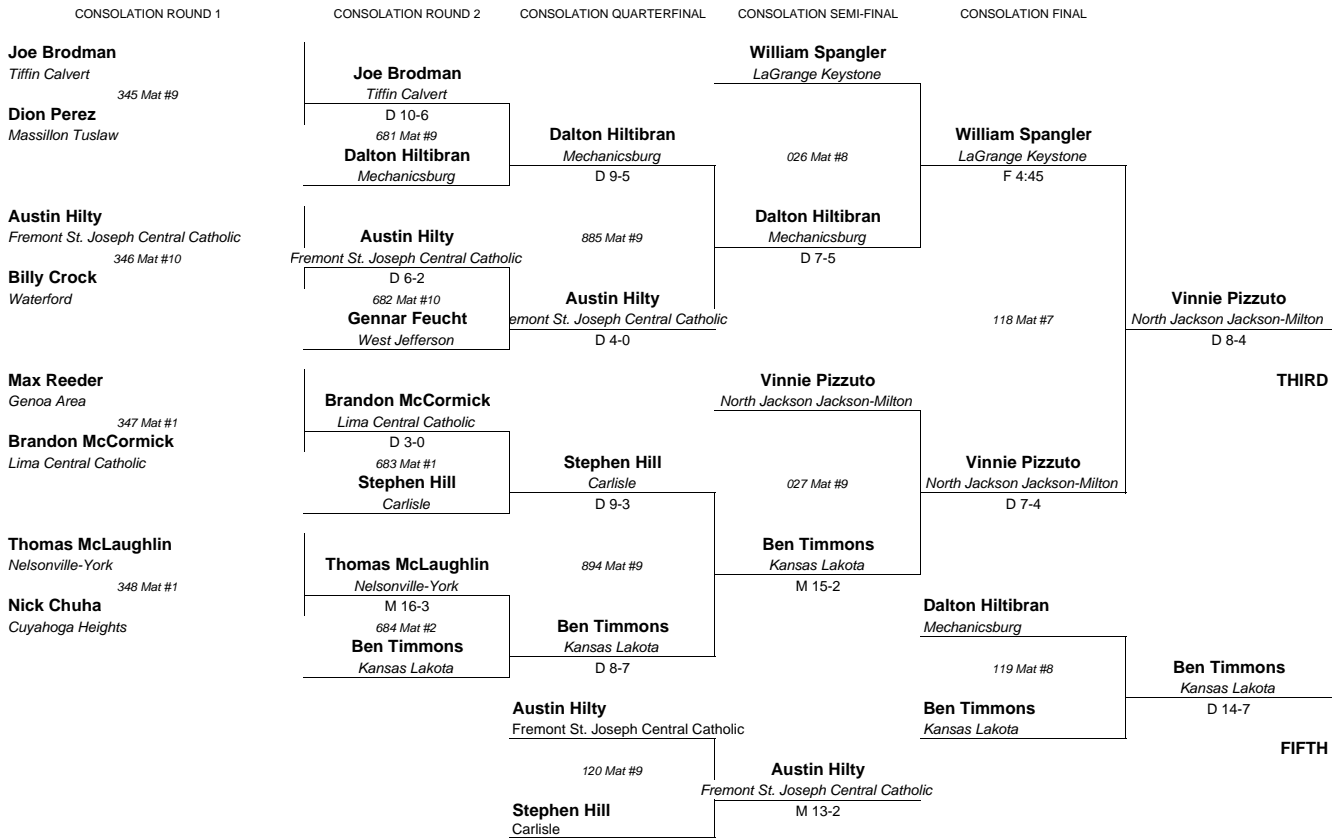 CONSOLATION ROUND 1
CONSOLATION ROUND 2
CONSOLATION QUARTERFINAL
CONSOLATION SEMI-FINAL
CONSOLATION FINAL
Joe Brodman
Tiffin Calvert
345 Mat #9
Dion Perez
Massillon Tuslaw
Austin Hilty
Fremont St. Joseph Central Catholic
346 Mat #10
Billy Crock
Waterford
Max Reeder
Genoa Area
347 Mat #1
Brandon McCormick
Lima Central Catholic
Thomas McLaughlin
Nelsonville-York
348 Mat #1
Nick Chuha
Cuyahoga Heights
Joe Brodman
Tiffin Calvert
D 10-6
681 Mat #9
Dalton Hiltibran
Mechanicsburg
Austin Hilty
Fremont St. Joseph Central Catholic
D 6-2
682 Mat #10
Gennar Feucht
West Jefferson
Brandon McCormick
Lima Central Catholic
D 3-0
683 Mat #1
Stephen Hill
Carlisle
Thomas McLaughlin
Nelsonville-York
M 16-3
684 Mat #2
Ben Timmons
Kansas Lakota
Dalton Hiltibran
Mechanicsburg
D 9-5
885 Mat #9
Austin Hilty
emont St. Joseph Central Catholic
D 4-0
Stephen Hill
Carlisle
D 9-3
894 Mat #9
Ben Timmons
Kansas Lakota
D 8-7
Austin Hilty
Fremont St. Joseph Central Catholic
120 Mat #9
Stephen Hill
Carlisle
William Spangler
LaGrange Keystone
026 Mat #8
Dalton Hiltibran
Mechanicsburg
D 7-5
Vinnie Pizzuto
North Jackson Jackson-Milton
027 Mat #9
Ben Timmons
Kansas Lakota
M 15-2
Austin Hilty
Fremont St. Joseph Central Catholic
M 13-2
William Spangler
LaGrange Keystone
F 4:45
118 Mat #7
Vinnie Pizzuto
North Jackson Jackson-Milton
D 7-4
Dalton Hiltibran
Mechanicsburg
119 Mat #8
Ben Timmons
Kansas Lakota
Vinnie Pizzuto
North Jackson Jackson-Milton
D 8-4
THIRD
Ben Timmons
Kansas Lakota
D 14-7
FIFTH